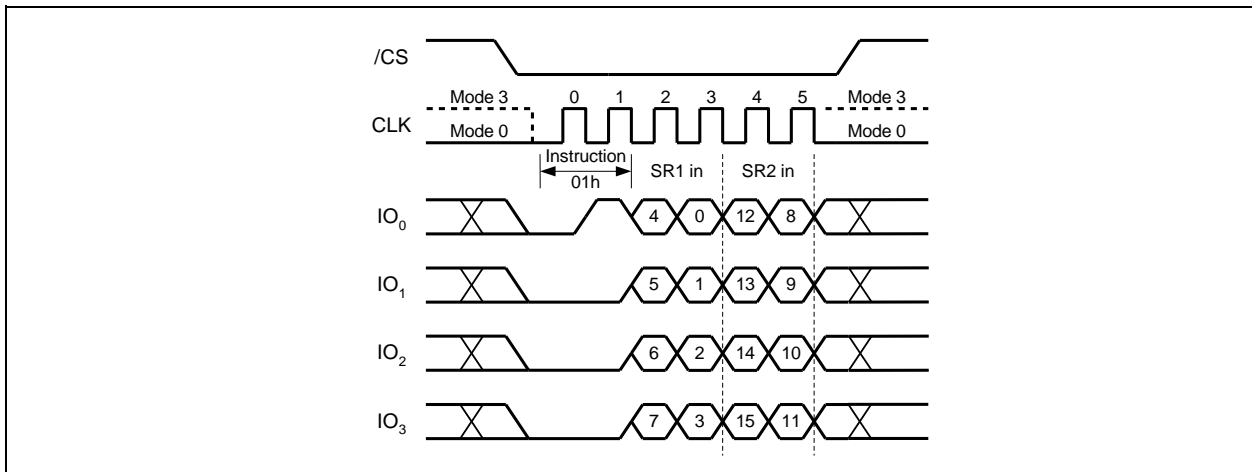 /CS
Mode 3 0 1 2 3 4 5 Mode 3
CLK
Mode 0 Mode 0
Instruction
01h SR1 in SR2 in
IO0 4 0 12 8
IO1 5 1 13 9
IO2 6 2 14 10
IO3 7 3 15 11